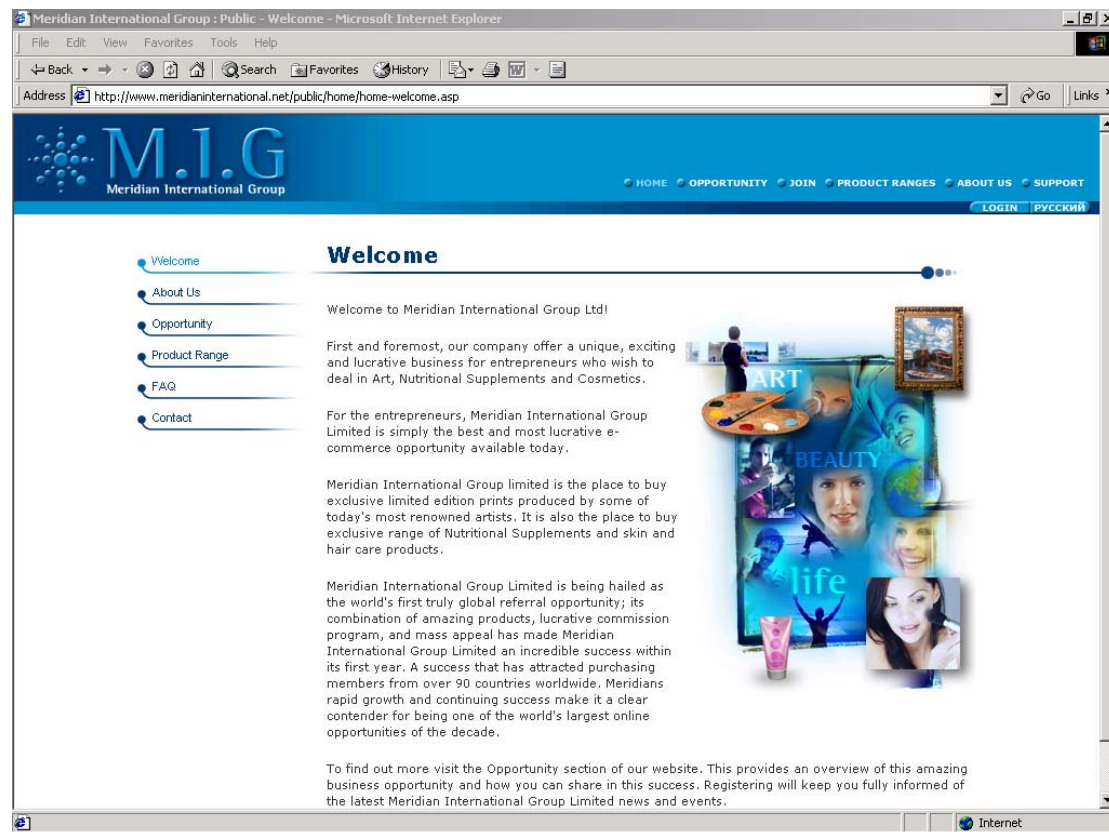 Meridian International Group : Public - Welcome - Microsoft Internet Explorer
File Edit View Favorites Tools Help
Back Search Favorites History
Address http://www.meridianinternational.net/public/home/home-welcome.asp Go Links
M.I.G
Meridian International Group
HOME OPPORTUNITY JOIN PRODUCT RANGES ABOUT US SUPPORT
LOGIN РУССКИЙ
Welcome
About Us
Opportunity
Product Range
FAQ
Contact
Welcome
Welcome to Meridian International Group Ltd!
First and foremost, our company offer a unique, exciting
and lucrative business for entrepreneurs who wish to
deal in Art, Nutritional Supplements and Cosmetics.
For the entrepreneurs, Meridian International Group
Limited is simply the best and most lucrative e-
commerce opportunity available today.
Meridian International Group limited is the place to buy
exclusive limited edition prints produced by some of
today's most renowned artists. It is also the place to buy
exclusive range of Nutritional Supplements and skin and
hair care products.
Meridian International Group Limited is being hailed as
the world's first truly global referral opportunity; its
combination of amazing products, lucrative commission
program, and mass appeal has made Meridian
International Group Limited an incredible success within
its first year. A success that has attracted purchasing
members from over 90 countries worldwide. Meridians
rapid growth and continuing success make it a clear
contender for being one of the world's largest online
opportunities of the decade.
To find out more visit the Opportunity section of our website. This provides an overview of this amazing
business opportunity and how you can share in this success. Registering will keep you fully informed of
the latest Meridian International Group Limited news and events.
ART
BEAUTY
life
Internet